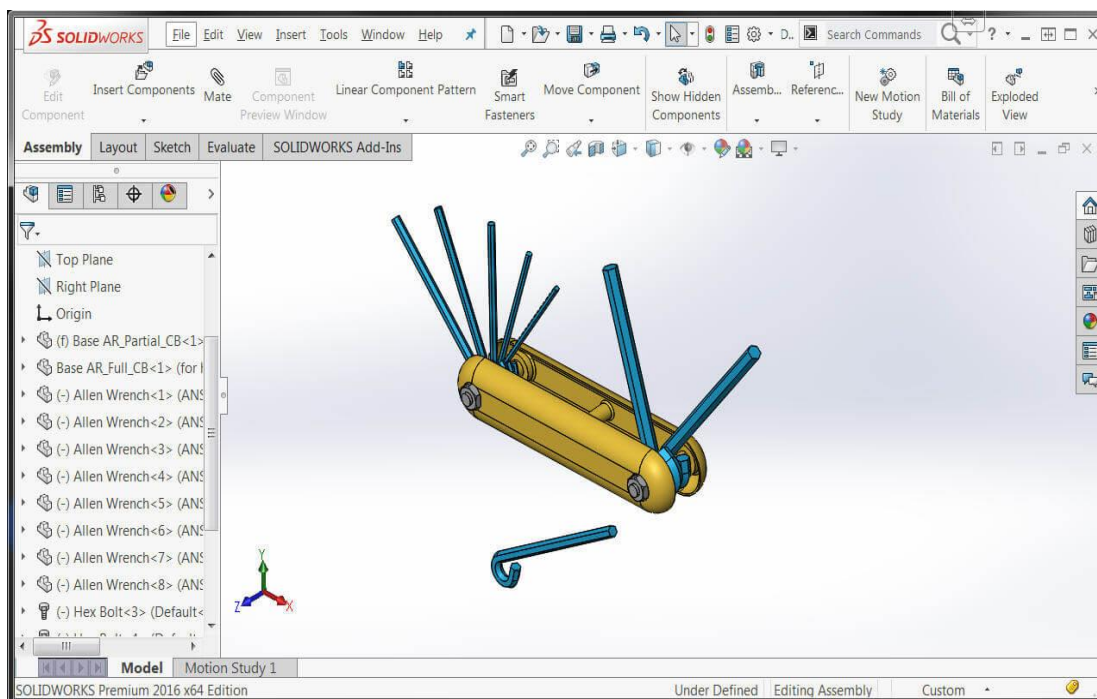 SOLIDWORKS File Edit View Insert Tools Window Help D.. Search Commands ?
Edit Component Insert Components Mate Component Preview Window Linear Component Pattern Smart Fasteners Move Component Show Hidden Components Assemb... Referenc... New Motion Study Bill of Materials Exploded View
Assembly Layout Sketch Evaluate SOLIDWORKS Add-Ins
Top Plane
Right Plane
Origin
(f) Base AR_Partial_CB<1>
Base AR_Full_CB<1> (for
(-) Allen Wrench<1> (ANS
(-) Allen Wrench<2> (ANS
(-) Allen Wrench<3> (ANS
(-) Allen Wrench<4> (ANS
(-) Allen Wrench<5> (ANS
(-) Allen Wrench<6> (ANS
(-) Allen Wrench<7> (ANS
(-) Allen Wrench<8> (ANS
(-) Hex Bolt<3> (Default<
Y
Z X
Model Motion Study 1
SOLIDWORKS Premium 2016 x64 Edition Under Defined Editing Assembly Custom